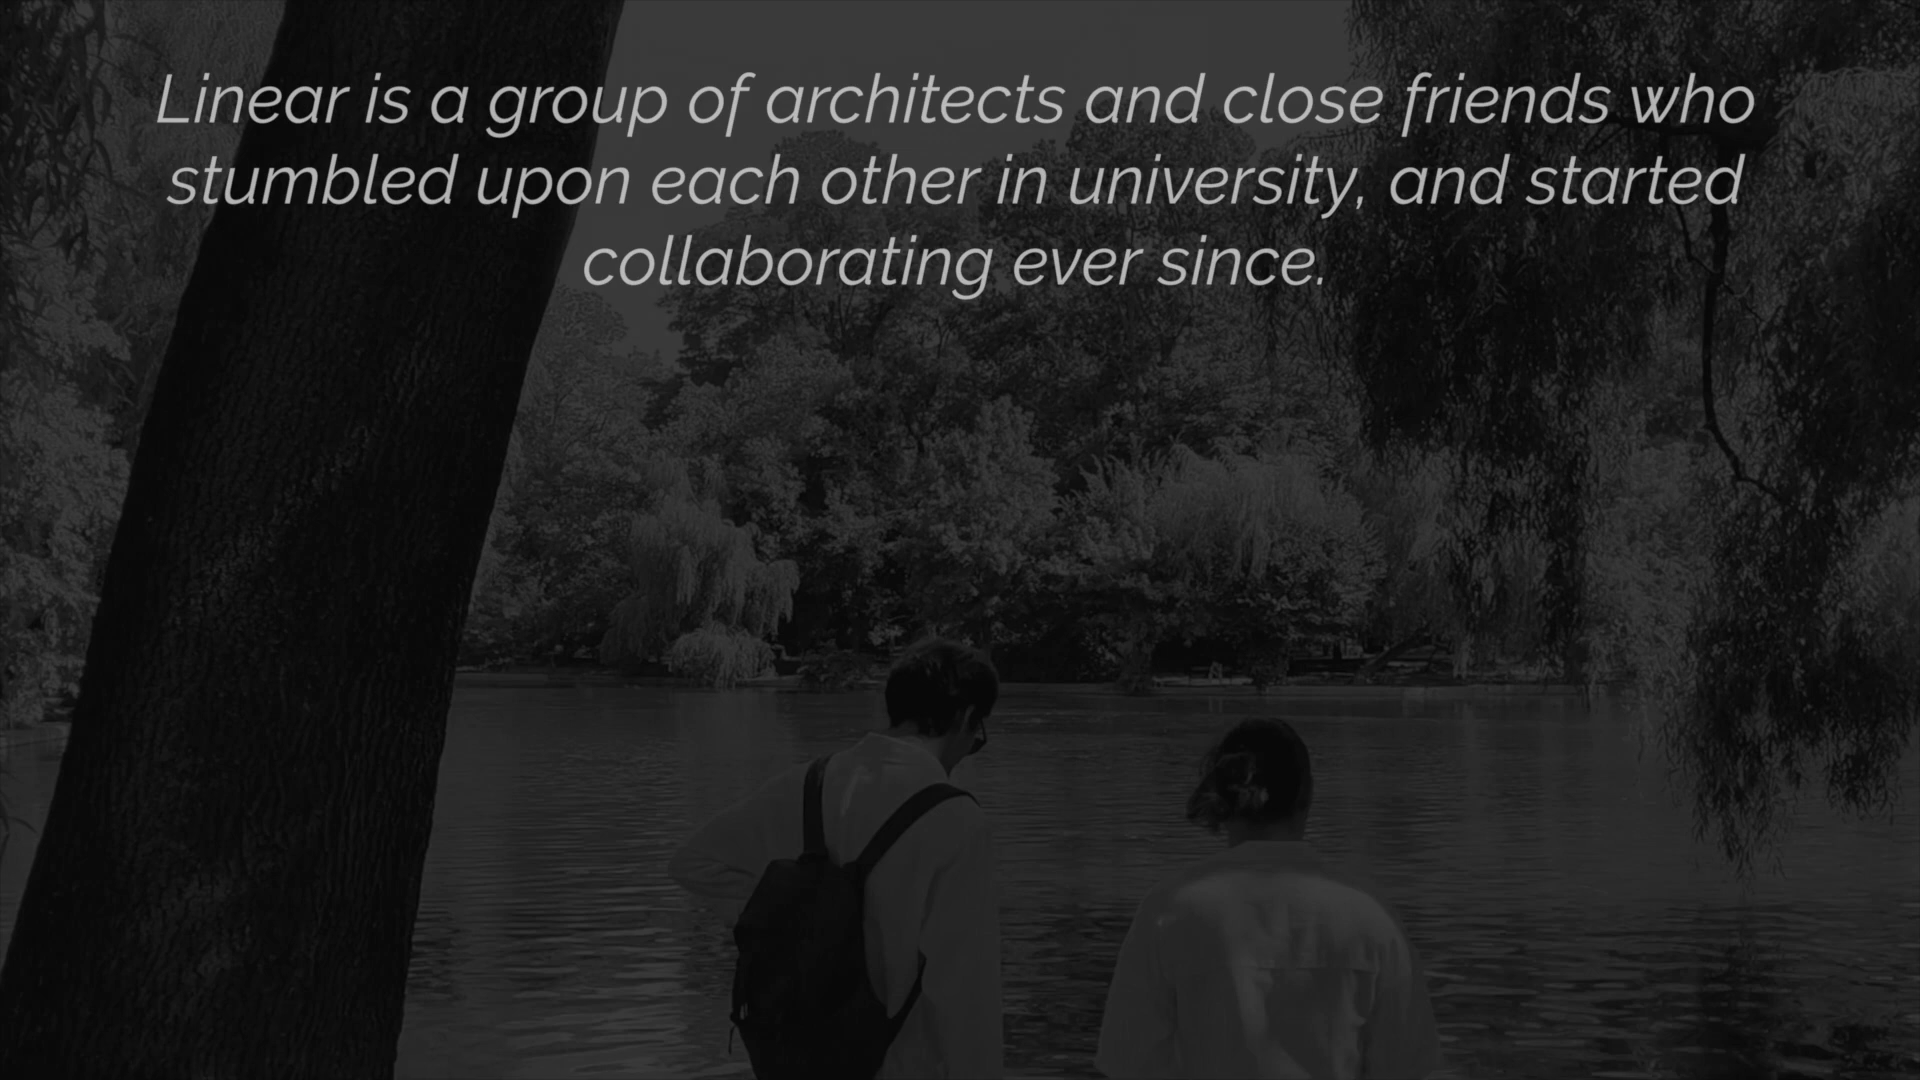 Linear is a group of architects and close friends who
stumbled upon each other in university, and started
collaborating ever since.